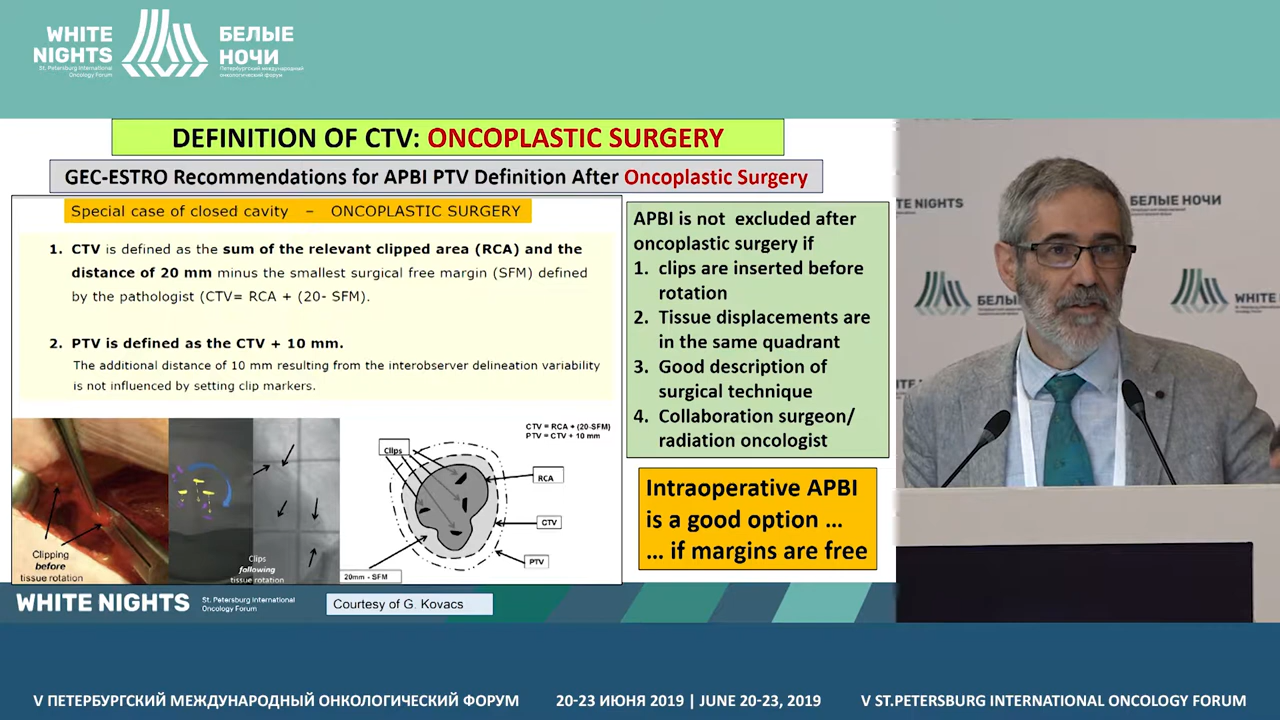 WHITE NIGHTS
St. Petersburg International
Oncology Forum
БЕЛЫЕ НОЧИ
Петербургский международный
онкологический форум
DEFINITION OF CTV: ONCOPLASTIC SURGERY
GEC-ESTRO Recommendations for APBI PTV Definition After Oncoplastic Surgery
Special case of closed cavity – ONCOPLASTIC SURGERY
1. CTV is defined as the sum of the relevant clipped area (RCA) and the
distance of 20 mm minus the smallest surgical free margin (SFM) defined
by the pathologist (CTV= RCA + (20- SFM).
2. PTV is defined as the CTV + 10 mm.
The additional distance of 10 mm resulting from the interobserver delineation variability
is not influenced by setting clip markers.
Clipping
before
tissue rotation
Clips
following
tissue rotation
CTV = RCA + (20-SFM)
PTV = CTV + 10 mm
Clips
RCA
CTV
PTV
20mm - SFM
APBI is not excluded after
oncoplastic surgery if
1. clips are inserted before
rotation
2. Tissue displacements are
in the same quadrant
3. Good description of
surgical technique
4. Collaboration surgeon/
radiation oncologist
Intraoperative APBI
is a good option ...
... if margins are free
WHITE NIGHTS
St. Petersburg International
Oncology Forum
Courtesy of G. Kovacs
TE NIGHTS
БЕЛЫЕ НОЧИ
БЕЛЫ
WHITE N
V ПЕТЕРБУРГСКИЙ МЕЖДУНАРОДНЫЙ ОНКОЛОГИЧЕСКИЙ ФОРУМ
20-23 ИЮНЯ 2019 | JUNE 20-23, 2019
V ST.PETERSBURG INTERNATIONAL ONCOLOGY FORUM